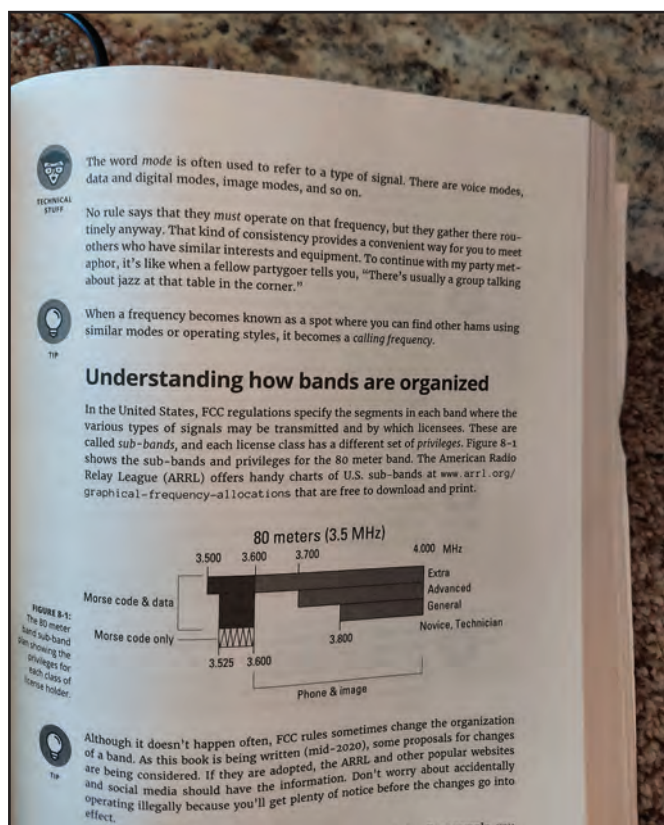 The word mode is often used to refer to a type of signal. There are voice modes,
data and digital modes, image modes, and so on.
TECHNICAL
STUFF
No rule says that they must operate on that frequency, but they gather there rou-
tinely anyway. That kind of consistency provides a convenient way for you to meet
others who have similar interests and equipment. To continue with my party met-
aphor, it's like when a fellow partygoer tells you, "There's usually a group talking
about jazz at that table in the corner."
When a frequency becomes known as a spot where you can find other hams using
similar modes or operating styles, it becomes a calling frequency.
TIP
Understanding how bands are organized
In the United States, FCC regulations specify the segments in each band where the
various types of signals may be transmitted and by which licensees. These are
called sub-bands, and each license class has a different set of privileges. Figure 8-1
shows the sub-bands and privileges for the 80 meter band. The American Radio
Relay League (ARRL) offers handy charts of U.S. sub-bands at www.arrl.org/
graphical-frequency-allocations that are free to download and print.
80 meters (3.5 MHz)
3.500 3.600 3.700 4.000 MHz
Extra
Advanced
General
Novice, Technician
Morse code & data
Morse code only
3.800
3.525 3.600
Phone & image
FIGURE 8-1:
The 80 meter
band sub-band
plan showing the
privileges for
each class of
license holder.
Although it doesn't happen often, FCC rules sometimes change the organization
of a band. As this book is being written (mid-2020), some proposals for changes
are being considered. If they are adopted, the ARRL and other popular websites
and social media should have the information. Don't worry about accidentally
operating illegally because you'll get plenty of notice before the changes go into
effect.
TIP